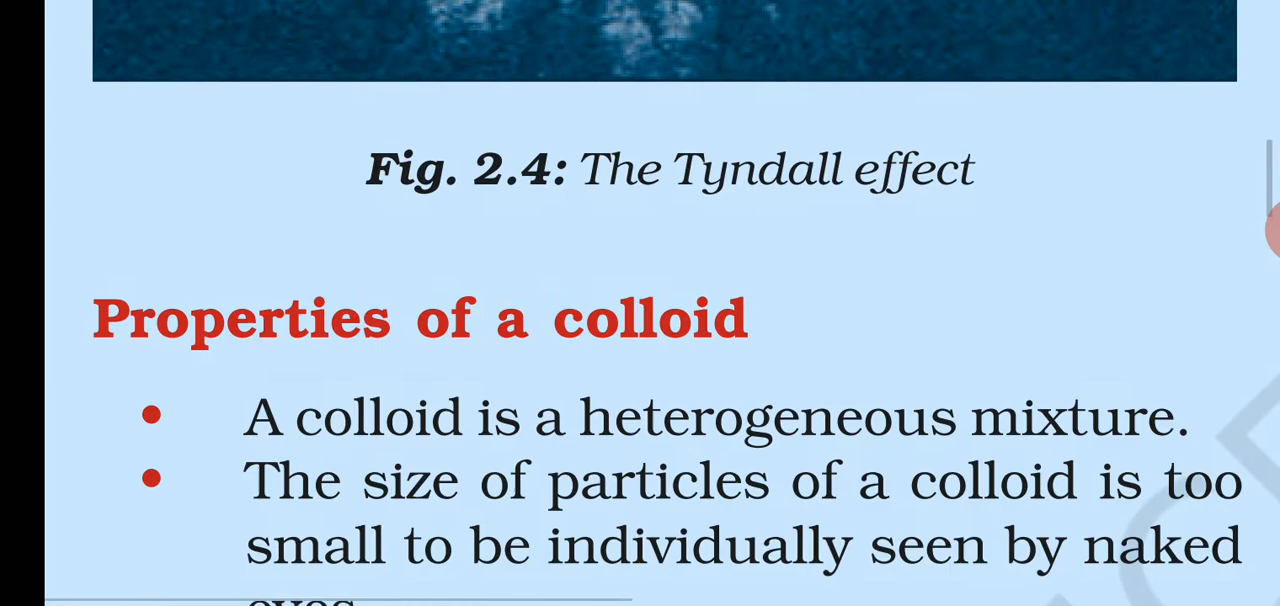 Fig. 2.4: The Tyndall effect
Properties of a colloid
• A colloid is a heterogeneous mixture.
• The size of particles of a colloid is too
small to be individually seen by naked
eyes.